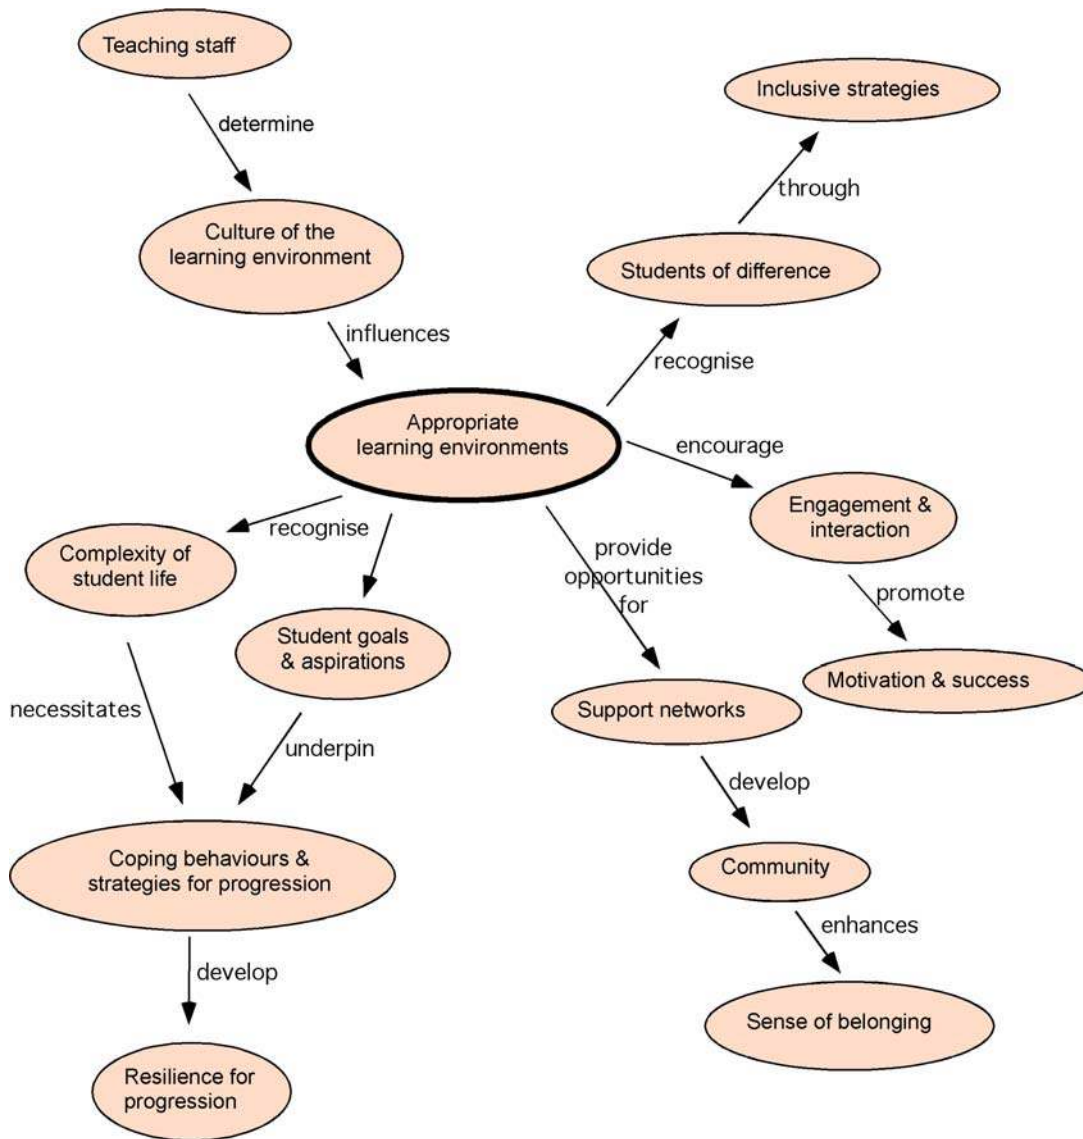 Teaching staff
determine
Culture of the
learning environment
influences
Inclusive strategies
through
Students of difference
recognise
Appropriate
learning environments
encourage
Engagement &
interaction
promote
Motivation & success
recognise
Complexity of
student life
Student goals
& aspirations
necessitates
underpin
Coping behaviours &
strategies for progression
develop
Resilience for
progression
provide
opportunities
for
Support networks
develop
Community
enhances
Sense of belonging